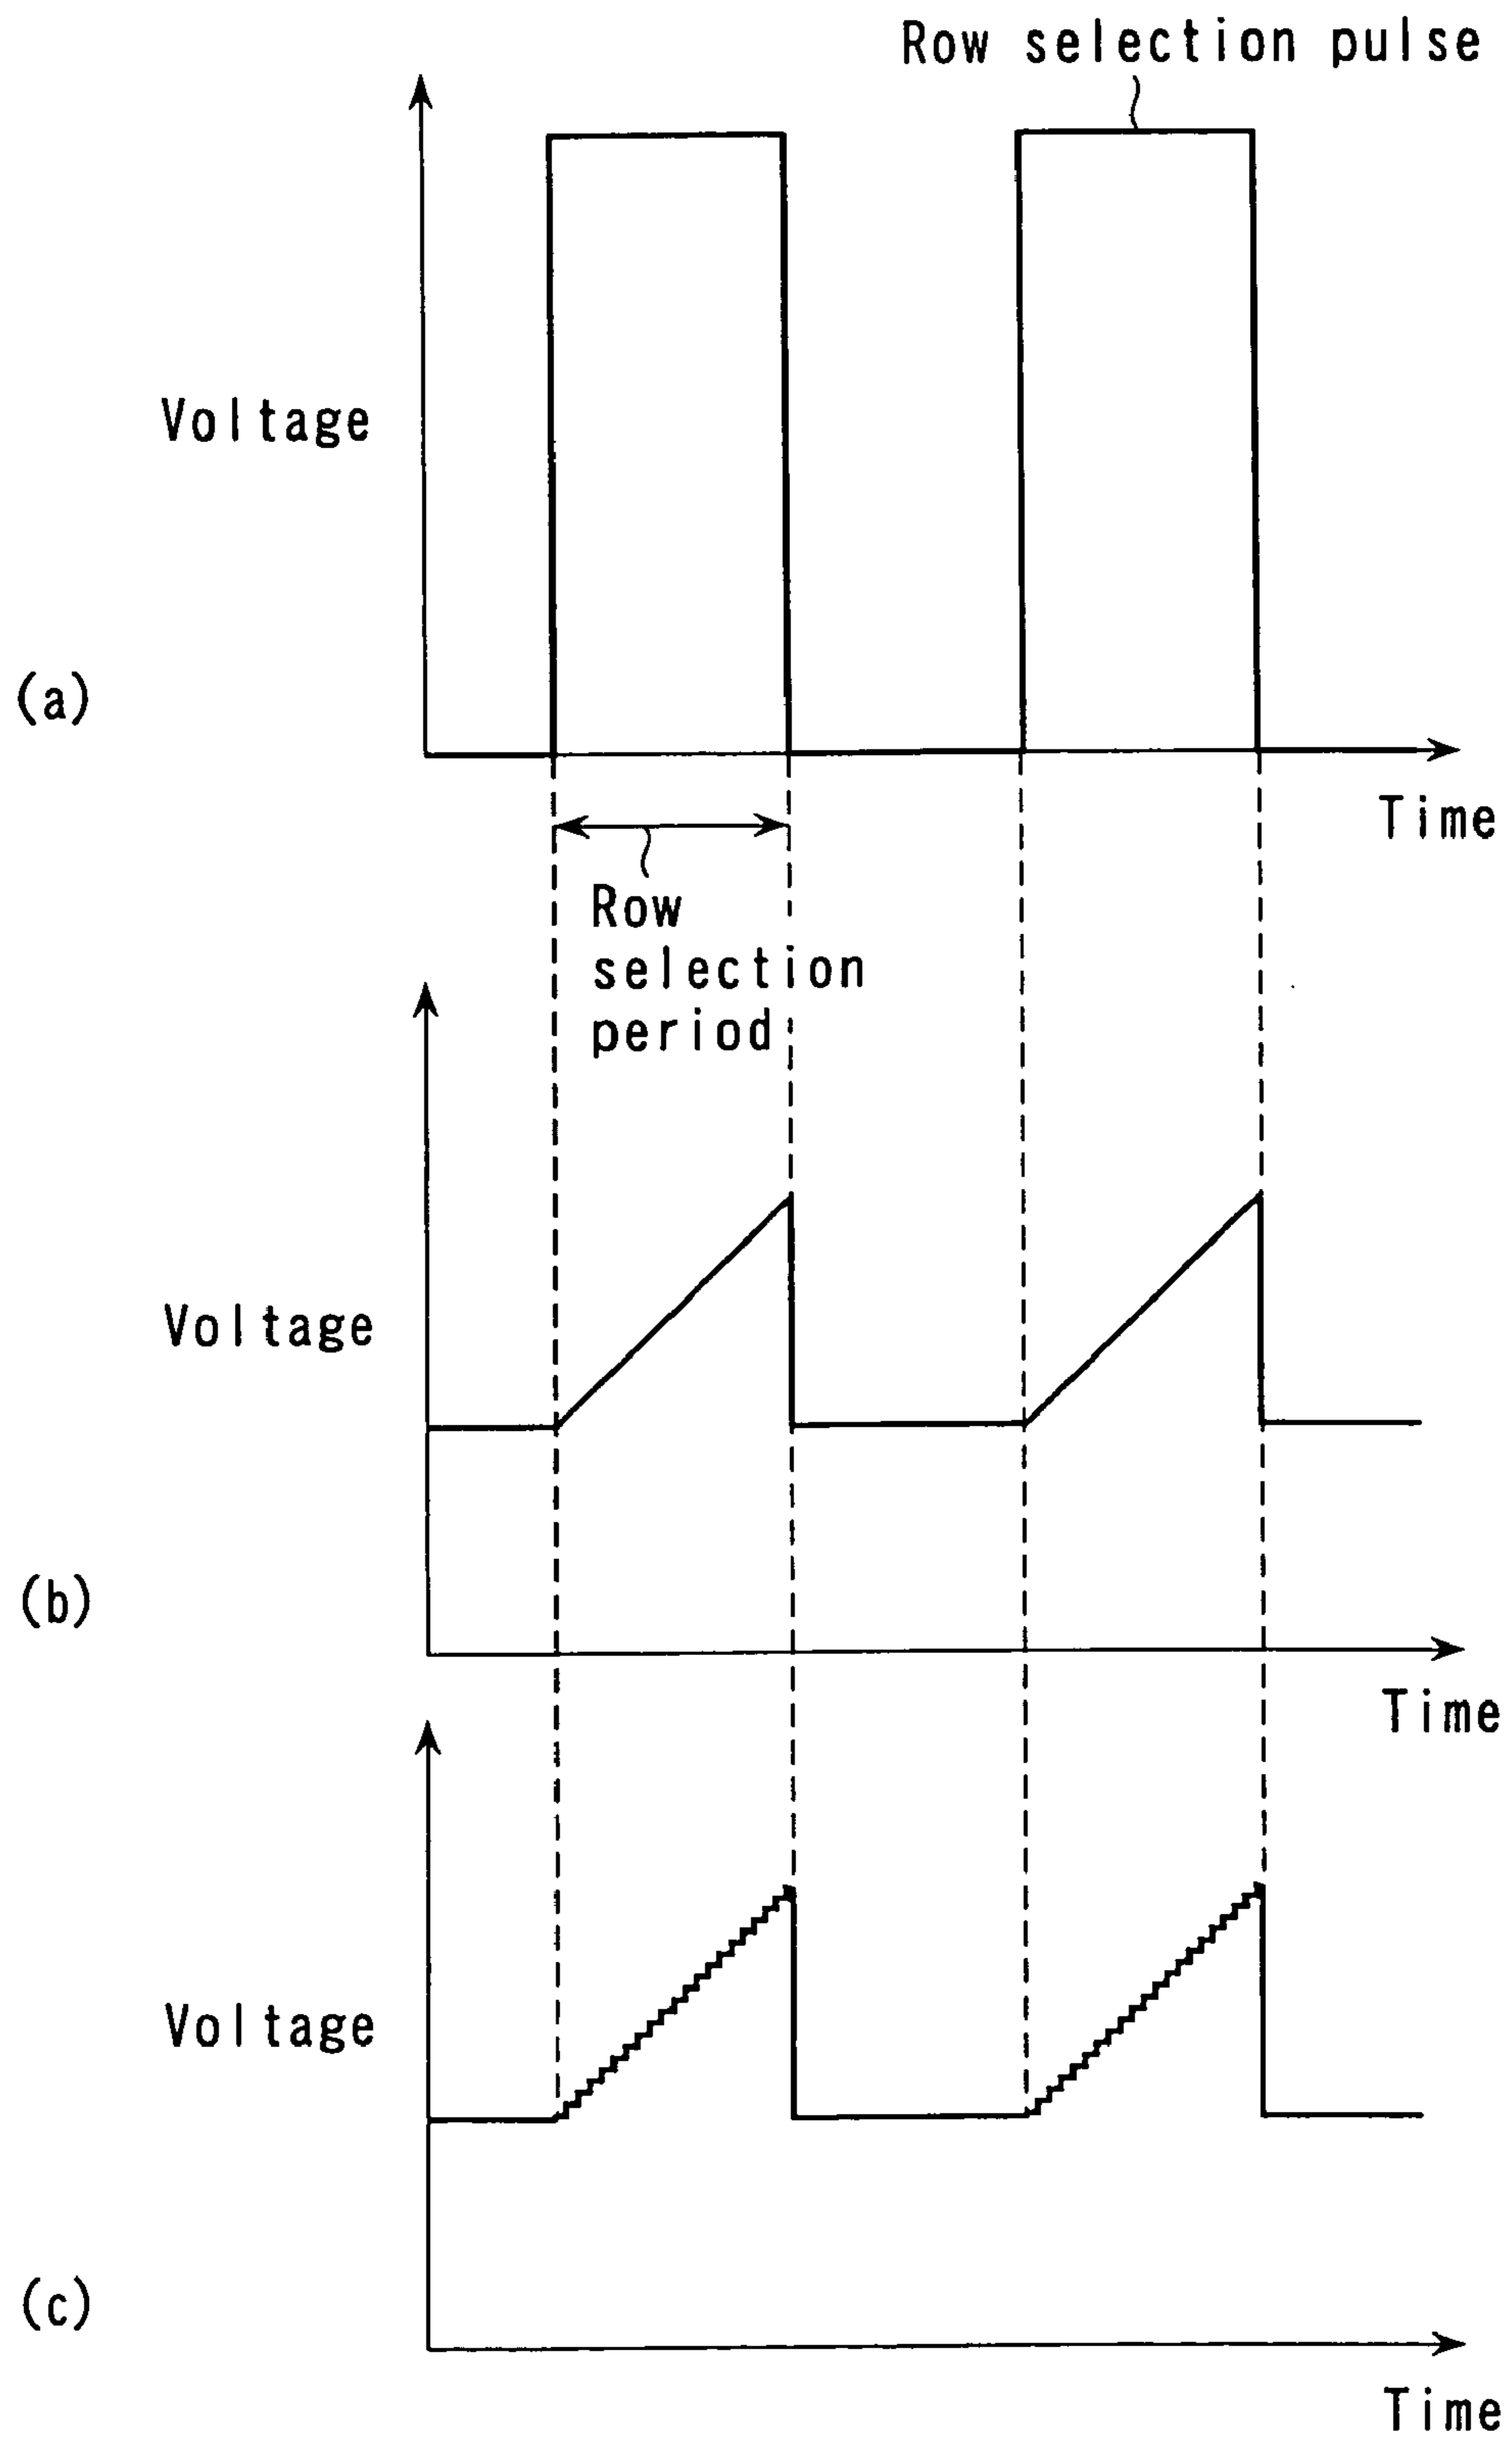 Row selection pulse
Voltage
(a)
Time
Row
selection
period
Voltage
(b)
Time
Voltage
(c)
Time